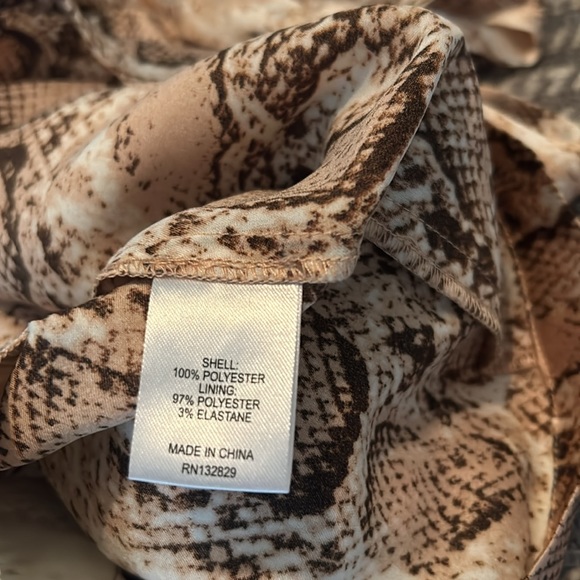 SHELL:
100% POLYESTER
LINING:
97% POLYESTER
3% ELASTANE
MADE IN CHINA
RN132829